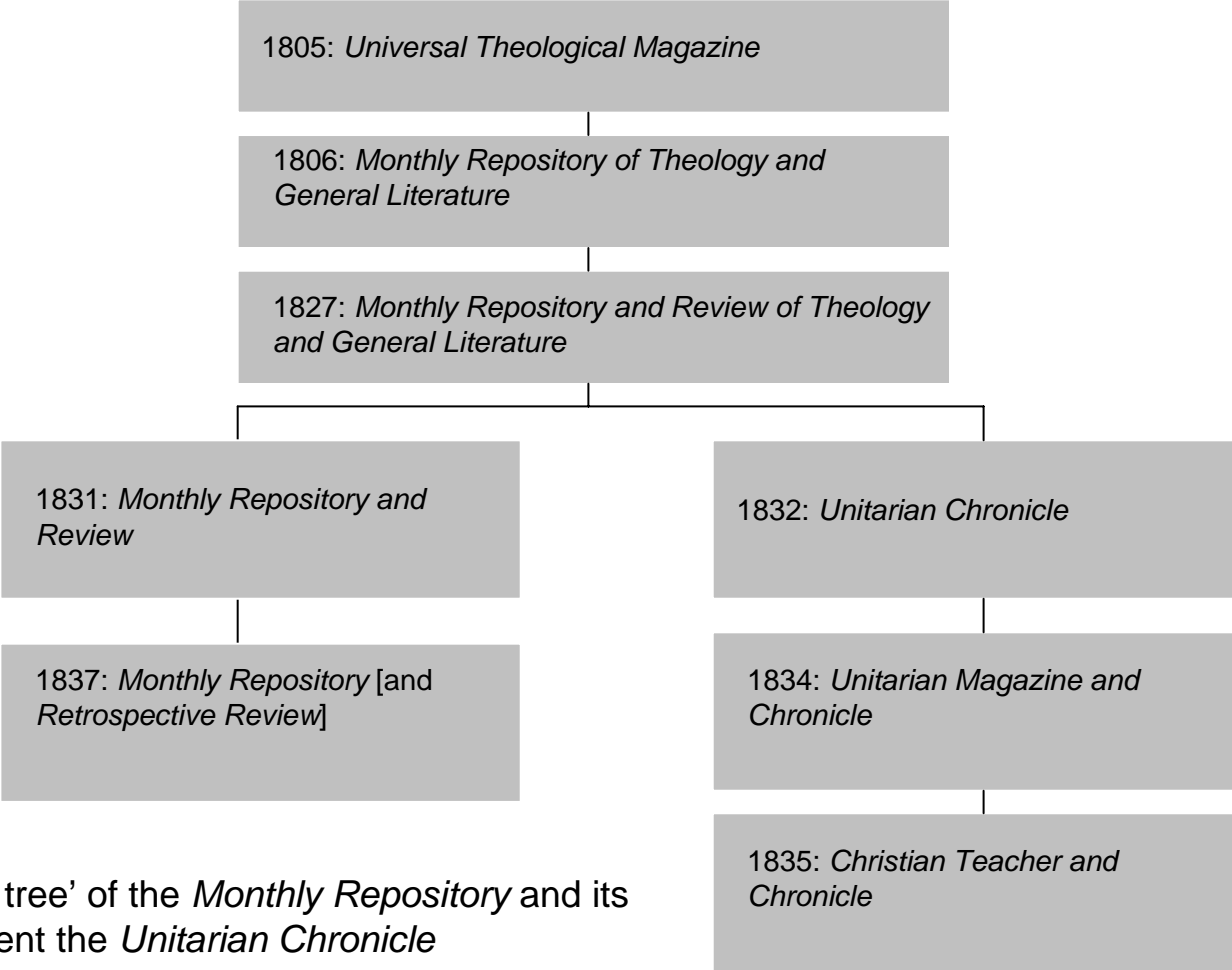 1805: Universal Theological Magazine
1806: Monthly Repository of Theology and
General Literature
1827: Monthly Repository and Review of Theology
and General Literature
1831: Monthly Repository and
Review
1832: Unitarian Chronicle
1837: Monthly Repository [and
Retrospective Review]
1834: Unitarian Magazine and
Chronicle
1835: Christian Teacher and
Chronicle
tree’ of the Monthly Repository and its
ent the Unitarian Chronicle